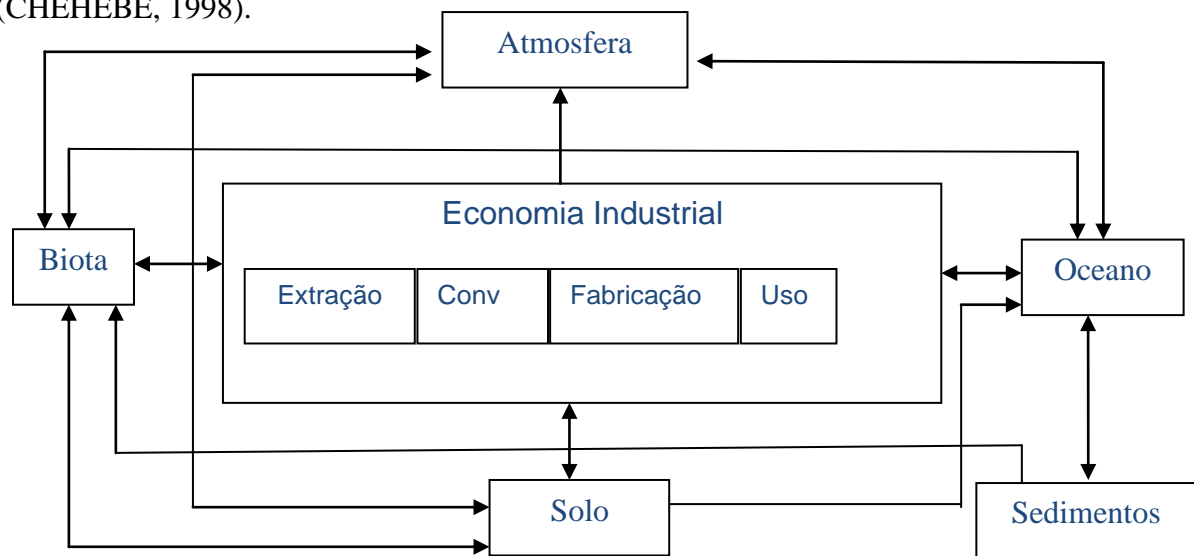 (CHEHEBE, 1998).
Atmosfera
Economia Industrial
Biota
Oceano
Extração Conv Fabricação Uso
Solo
Sedimentos